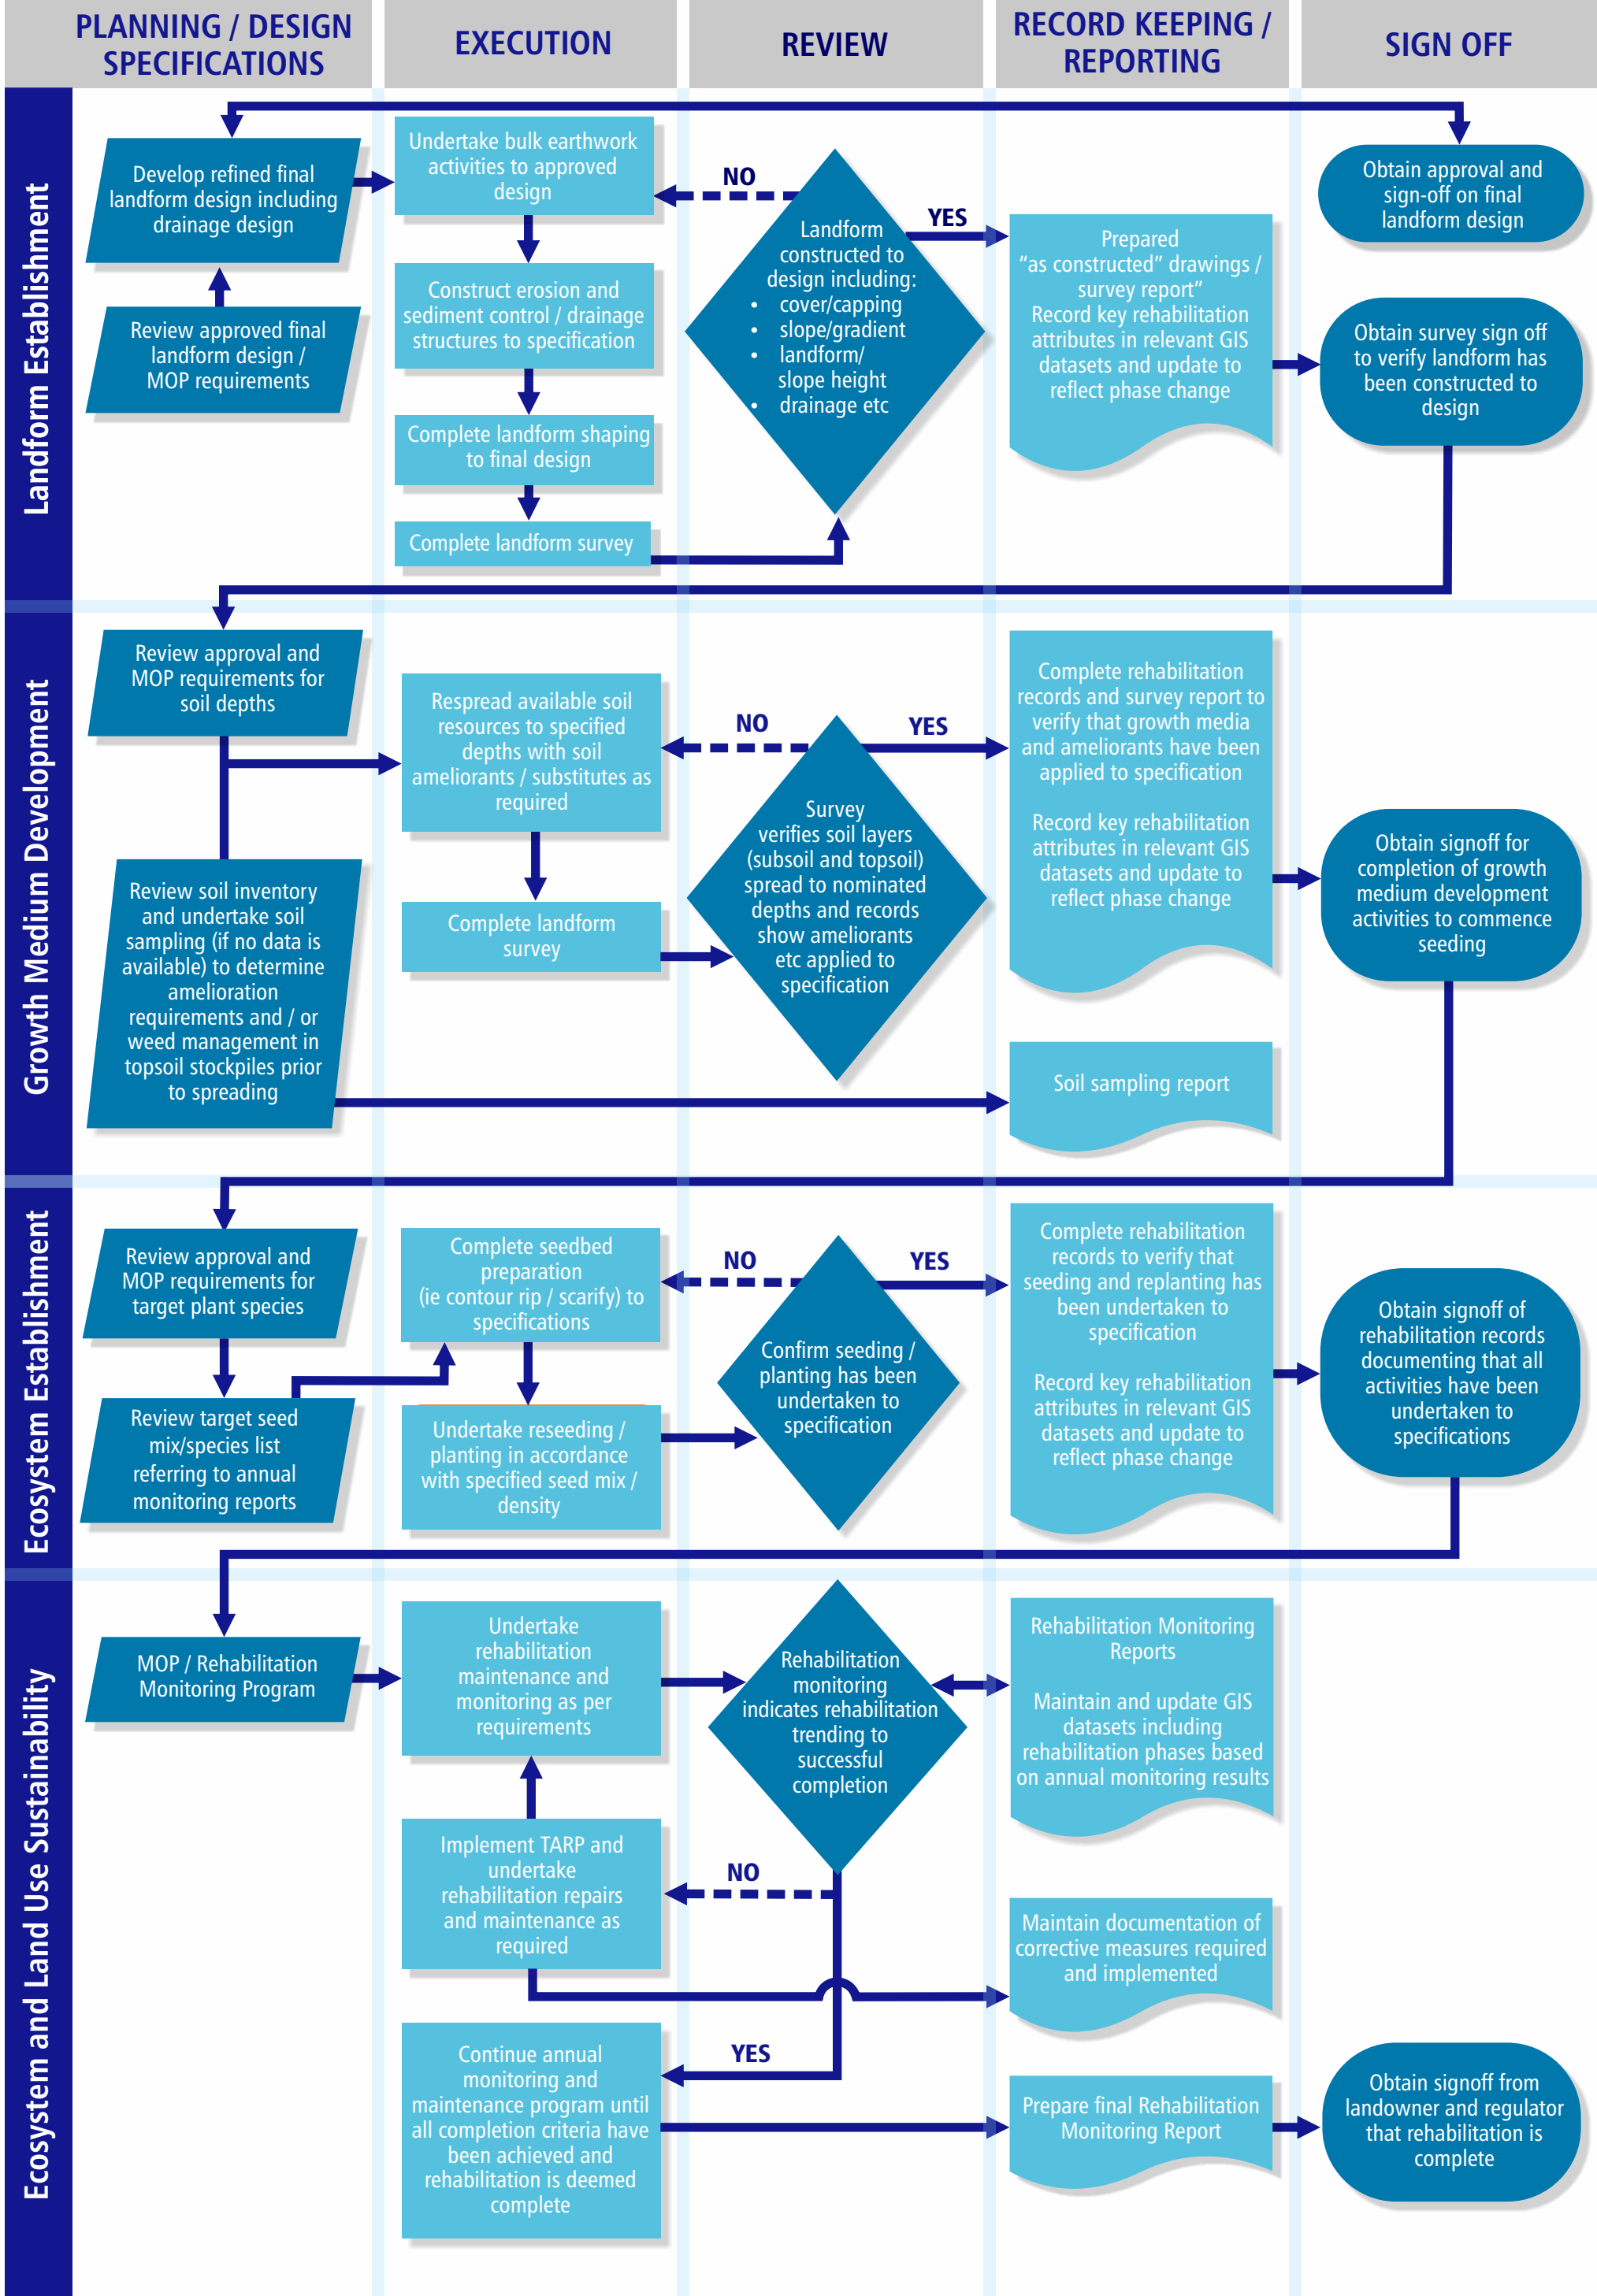 PLANNING / DESIGN
SPECIFICATIONS
EXECUTION
REVIEW
RECORD KEEPING /
REPORTING
SIGN OFF
Landform Establishment
Develop refined final
landform design including
drainage design
Review approved final
landform design /
MOP requirements
Undertake bulk earthwork
activities to approved
design
Construct erosion and
sediment control / drainage
structures to specification
Complete landform shaping
to final design
Complete landform survey
NO
Landform
constructed to
design including:
• cover/capping
• slope/gradient
• landform/
slope height
• drainage etc
YES
Prepared
“as constructed” drawings /
survey report”
Record key rehabilitation
attributes in relevant GIS
datasets and update to
reflect phase change
Obtain approval and
sign-off on final
landform design
Obtain survey sign off
to verify landform has
been constructed to
design
Growth Medium Development
Review approval and
MOP requirements for
soil depths
Review soil inventory
and undertake soil
sampling (if no data is
available) to determine
amelioration
requirements and / or
weed management in
topsoil stockpiles prior
to spreading
Respread available soil
resources to specified
depths with soil
ameliorants / substitutes as
required
Complete landform
survey
NO
YES
Survey
verifies soil layers
(subsoil and topsoil)
spread to nominated
depths and records
show ameliorants
etc applied to
specification
Complete rehabilitation
records and survey report to
verify that growth media
and ameliorants have been
applied to specification
Record key rehabilitation
attributes in relevant GIS
datasets and update to
reflect phase change
Soil sampling report
Obtain signoff for
completion of growth
medium development
activities to commence
seeding
Ecosystem Establishment
Review approval and
MOP requirements for
target plant species
Review target seed
mix/species list
referring to annual
monitoring reports
Complete seedbed
preparation
(ie contour rip / scarify) to
specifications
Undertake reseeding /
planting in accordance
with specified seed mix /
density
NO
YES
Confirm seeding /
planting has been
undertaken to
specification
Complete rehabilitation
records to verify that
seeding and replanting has
been undertaken to
specification
Record key rehabilitation
attributes in relevant GIS
datasets and update to
reflect phase change
Obtain signoff of
rehabilitation records
documenting that all
activities have been
undertaken to
specifications
Ecosystem and Land Use Sustainability
MOP / Rehabilitation
Monitoring Program
Undertake
rehabilitation
maintenance and
monitoring as per
requirements
Implement TARP and
undertake
rehabilitation repairs
and maintenance as
required
Continue annual
monitoring and
maintenance program until
all completion criteria have
been achieved and
rehabilitation is deemed
complete
Rehabilitation
monitoring
indicates rehabilitation
trending to
successful
completion
NO
YES
Rehabilitation Monitoring
Reports
Maintain and update GIS
datasets including
rehabilitation phases based
on annual monitoring results
Maintain documentation of
corrective measures required
and implemented
Prepare final Rehabilitation
Monitoring Report
Obtain signoff from
landowner and regulator
that rehabilitation is
complete